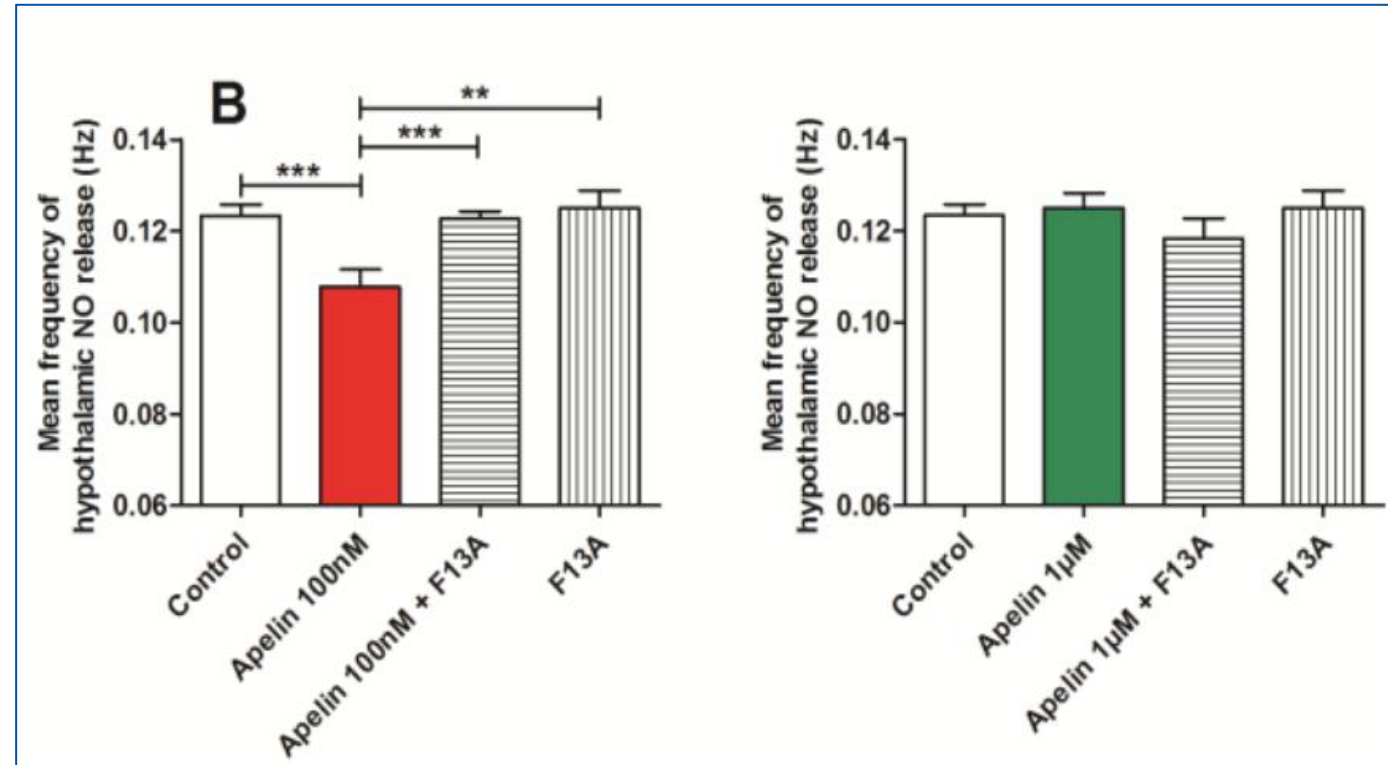 B
**
***
***
Mean frequency of
hypothalamic NO release (Hz)
0.14
0.12
0.10
0.08
0.06
Control
Apelin 100nM
Apelin 100nM + F13A
F13A
Mean frequency of
hypothalamic NO release (Hz)
0.14
0.12
0.10
0.08
0.06
Control
Apelin 1µM
Apelin 1µM + F13A
F13A